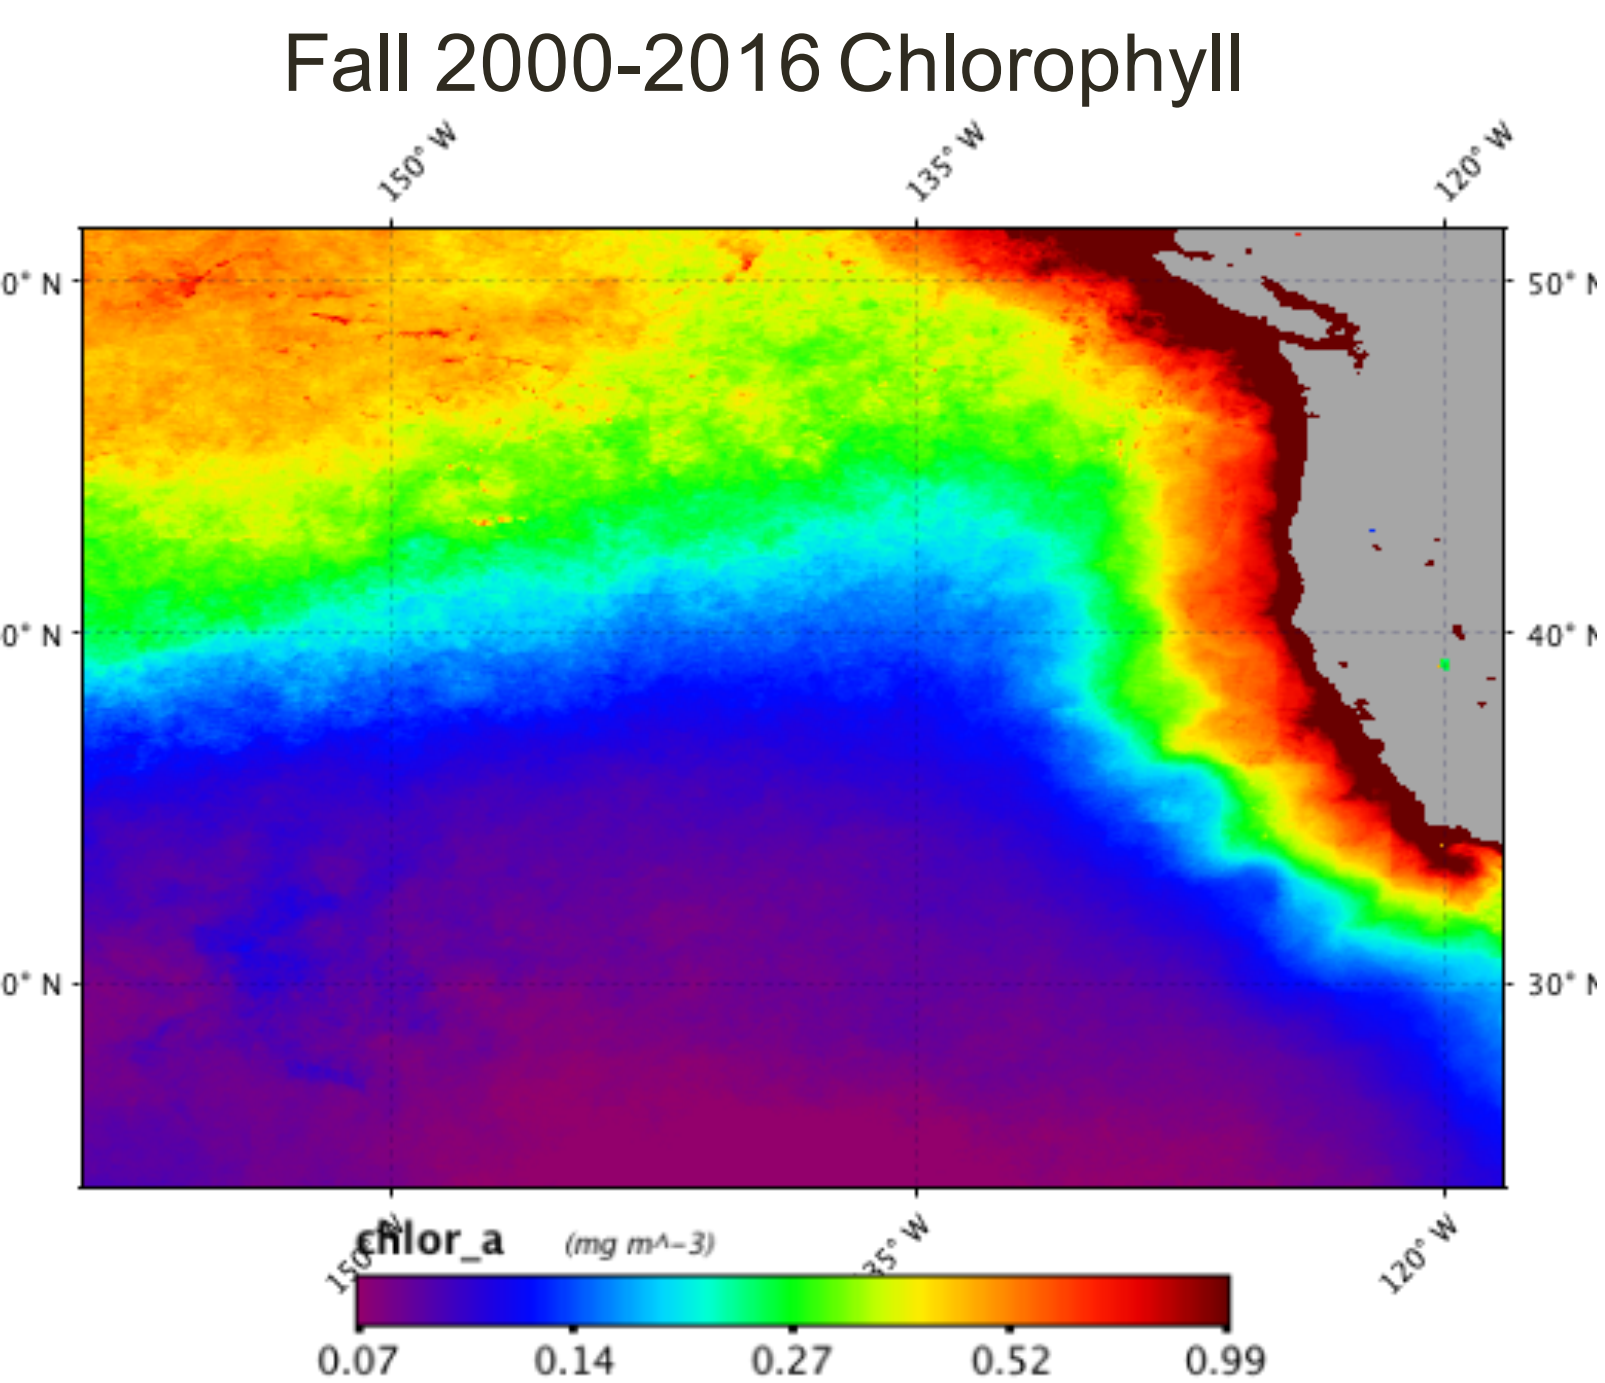 Fall 2000-2016 Chlorophyll
150° W 135° W 120° W
0° N 50° N
0° N 40° N
0° N 30° N
150° W 35° W 120° W
chlor_a (mg m^−3)
0.07 0.14 0.27 0.52 0.99